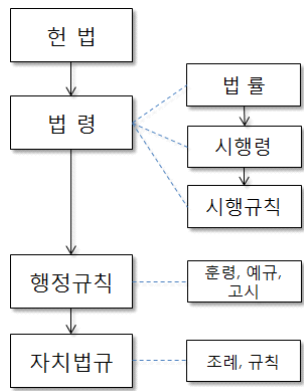 헌 법
법 령
법 률
시행령
시행규칙
행정규칙
훈령, 예규,
고시
자치법규
조례, 규칙